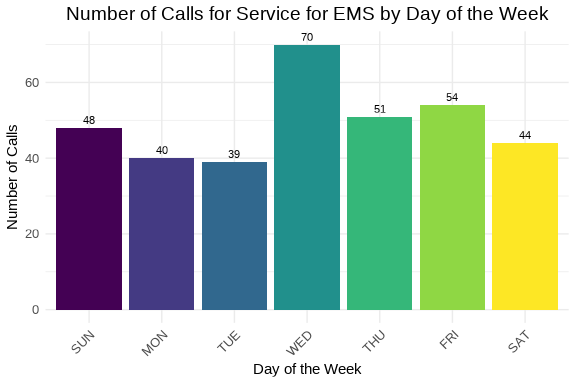 Number of Calls for Service for EMS by Day of the Week
Number of Calls
60
40
20
0
48
40
39
70
51
54
44
SUN
MON
TUE
WED
THU
FRI
SAT
Day of the Week